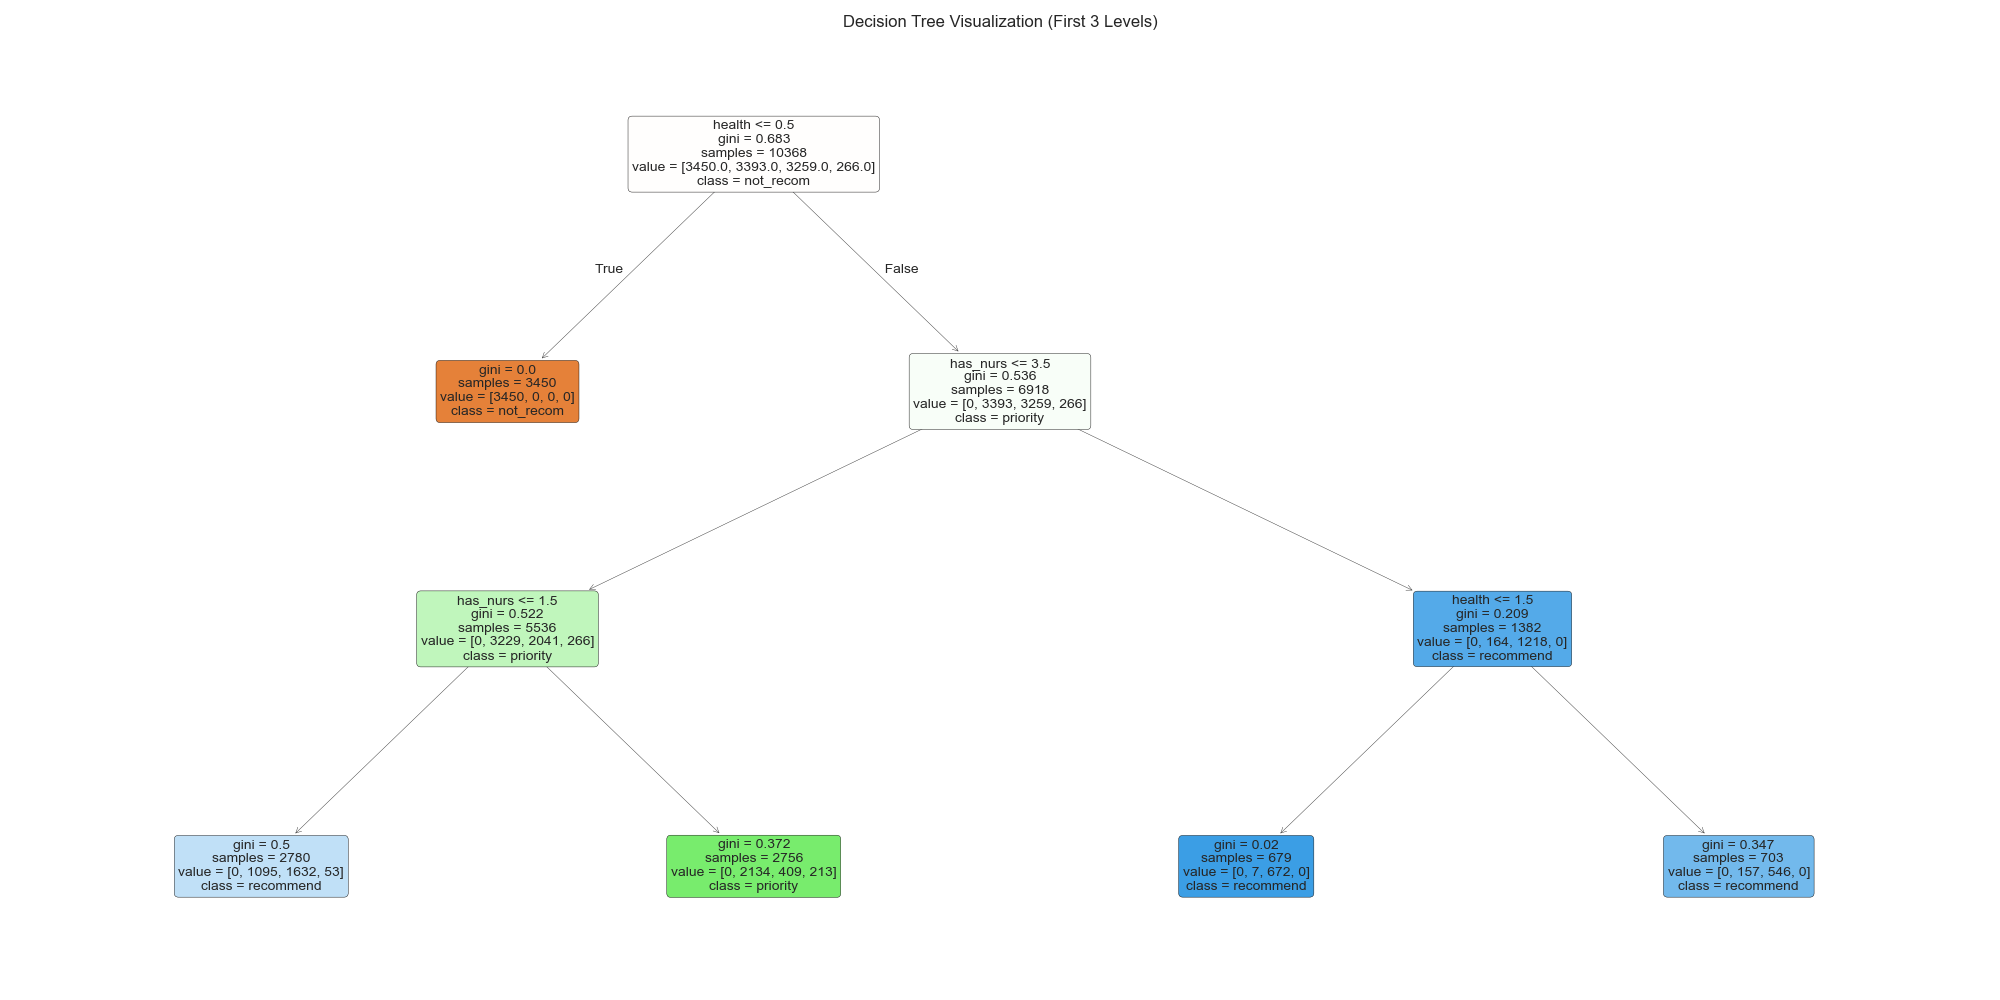 Decision Tree Visualization (First 3 Levels)
health <= 0.5
gini = 0.683
samples = 10368
value = [3450.0, 3393.0, 3259.0, 266.0]
class = not_recom
True
False
gini = 0.0
samples = 3450
value = [3450, 0, 0, 0]
class = not_recom
has_nurs <= 3.5
gini = 0.536
samples = 6918
value = [0, 3393, 3259, 266]
class = priority
has_nurs <= 1.5
gini = 0.522
samples = 5536
value = [0, 3229, 2041, 266]
class = priority
health <= 1.5
gini = 0.209
samples = 1382
value = [0, 164, 1218, 0]
class = recommend
gini = 0.5
samples = 2780
value = [0, 1095, 1632, 53]
class = recommend
gini = 0.372
samples = 2756
value = [0, 2134, 409, 213]
class = priority
gini = 0.02
samples = 679
value = [0, 7, 672, 0]
class = recommend
gini = 0.347
samples = 703
value = [0, 157, 546, 0]
class = recommend